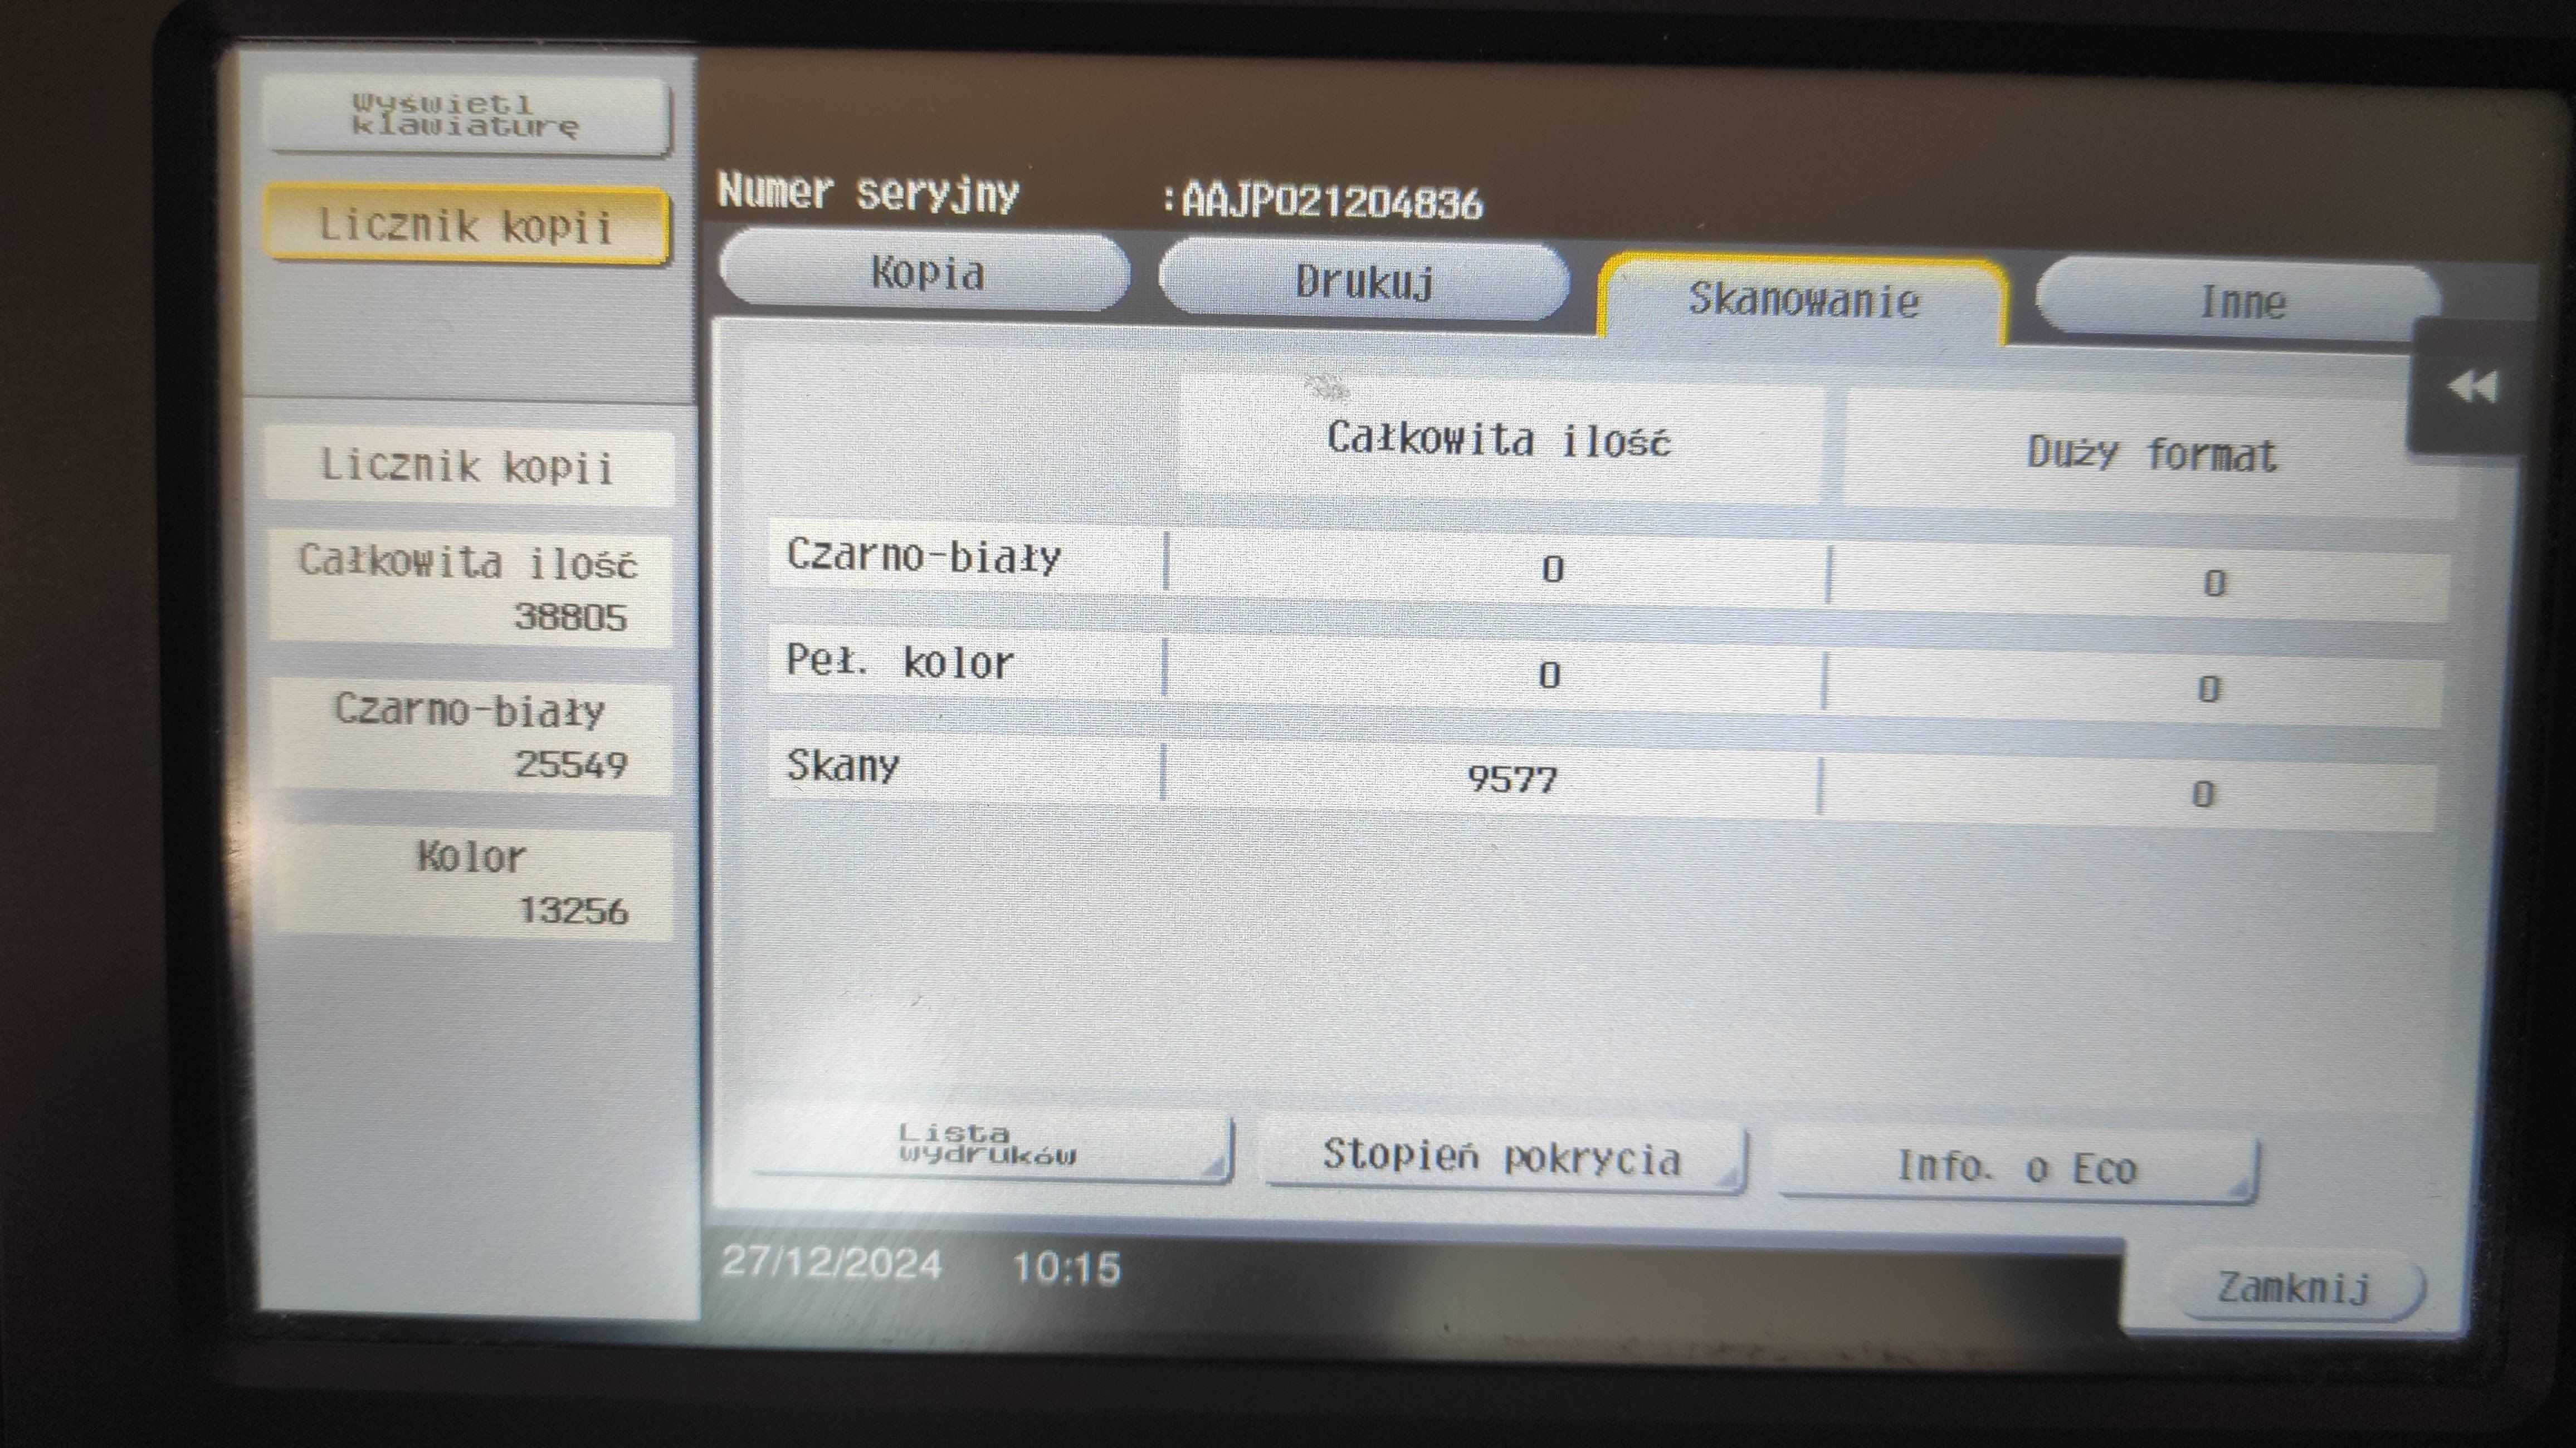 Wyświetl
klawiaturę
Licznik kopii
Licznik kopii
Całkowita ilość
38805
Czarno-biały
25549
Kolor
13256
Numer seryjny :AAJP021204836
Kopia Drukuj Skanowanie Inne
Całkowita ilość Duży format
Czarno-biały 0 0
Peł. kolor 0 0
Skany 9577 0
Lista
wydruków
Stopień pokrycia
Info. o Eco
27/12/2024 10:15
Zamknij